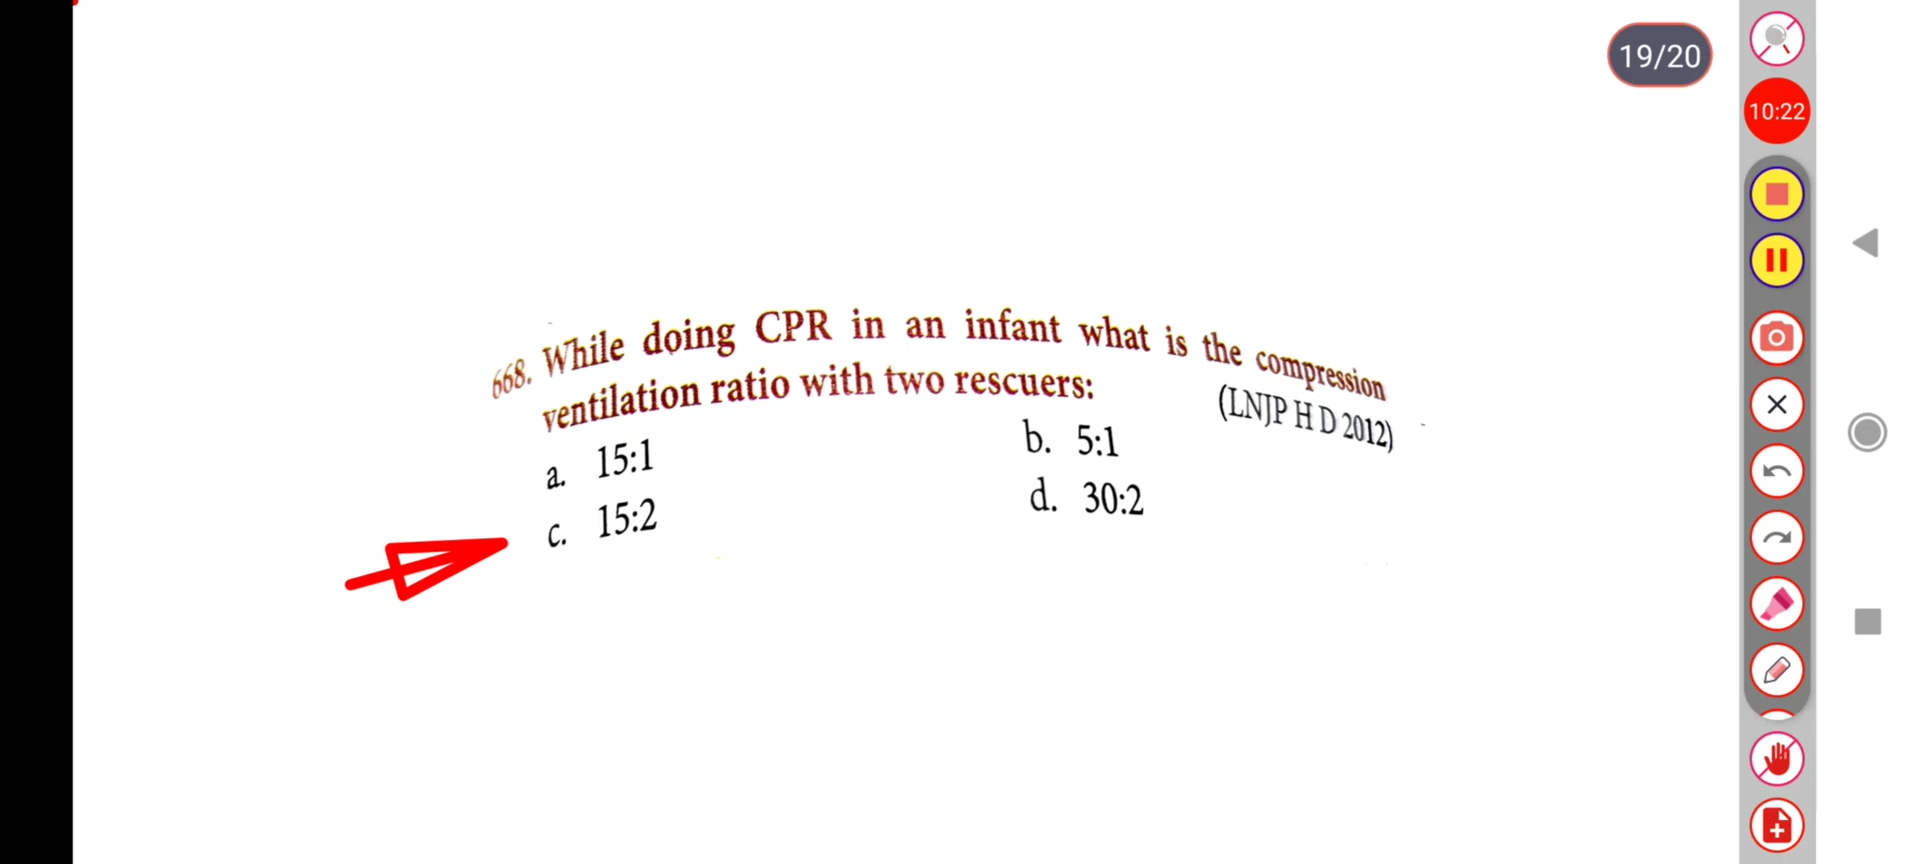 19/20
10:22
668. While doing CPR in an infant what is the compression
ventilation ratio with two rescuers:
(LNJP H D 2012)
a. 15:1
b. 5:1
c. 15:2
d. 30:2